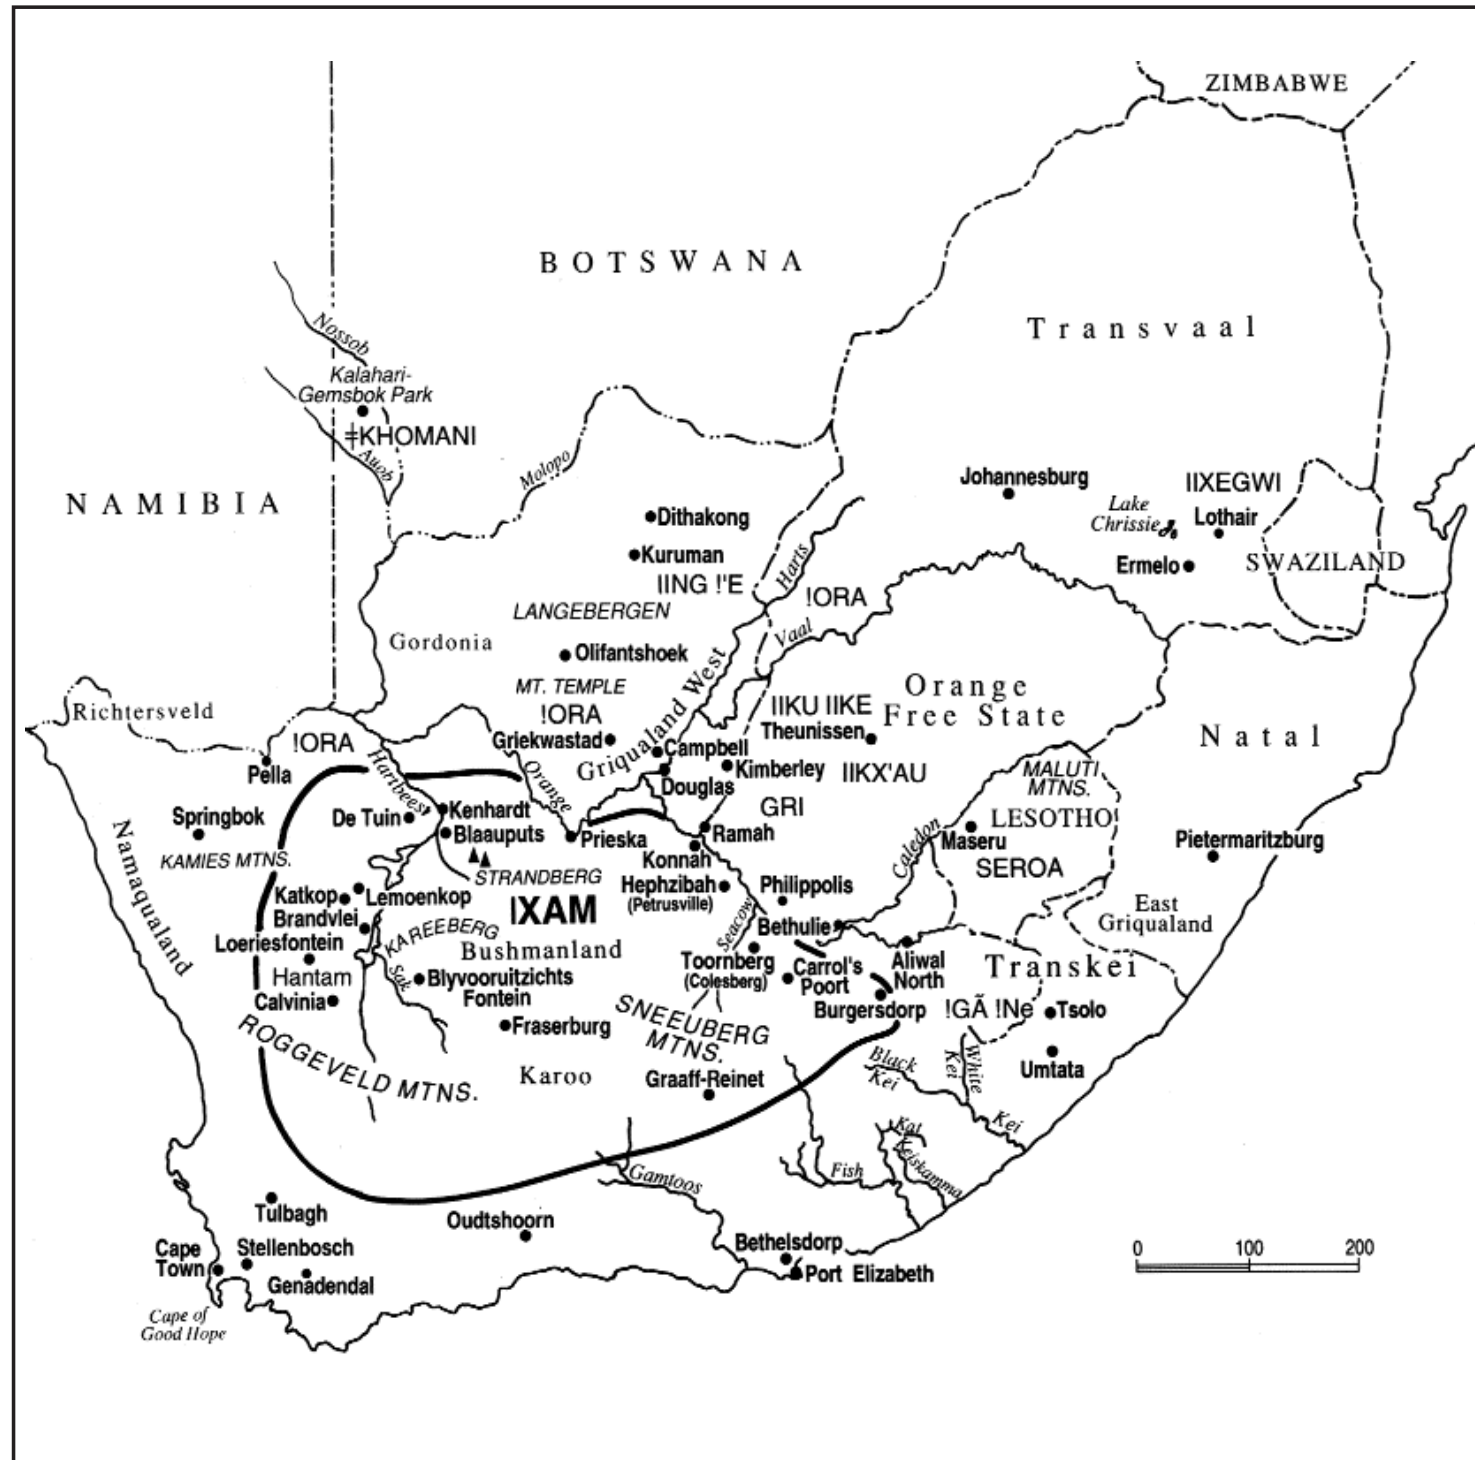 ZIMBABWE
BOTSWANA
Transvaal
Nossob
Kalahari-
Gemsbok Park
ǂKHOMANI
Auob
Molopo
NAMIBIA
Johannesburg
IIXEGWI
Lake
Chrissie
Lothair
Ermelo
SWAZILAND
Dithakong
Kuruman
IING !'E
Harts
!ORA
LANGEBERGEN
Vaal
Gordonia
Olifantshoek
MT. TEMPLE
Griqualand West
IIKU IIKE
Theunissen
Orange
Free State
Richtersveld
!ORA
!ORA
Griekwastad
Natal
Pella
Hartbeest
Orange
Campbell
Kimberley
Douglas
IIKX'AU
MALUTI
MTNS.
GRI
LESOTHO
Springbok
De Tuin
Kenhardt
Blaauputs
Prieska
Ramah
Caledon
Maseru
Pietermaritzburg
Namaqualand
KAMIES MTNS.
STRANDBERG
Konnah
SEROA
Katkop
Lemoenkop
Hephzibah
(Petrusville)
Philippolis
IXAM
Brandvlei
KAREEBERG
Bushmanland
Seacow
Bethulie
East
Griqualand
Loeriesfontein
Hantam
Sak
Blyvooruitzichts
Fontein
Toornberg
(Colesberg)
Carrol's
Poort
Aliwal
North
Transkei
Calvinia
Burgersdorp
!GÃ !Ne
Tsolo
ROGGEVELD MTNS.
Fraserburg
SNEEUBERG
MTNS.
Karoo
Graaff-Reinet
Black
Kei
White
Kei
Umtata
Kei
Kat
Keiskamma
Fish
Gamtoos
Tulbagh
Oudtshoorn
Cape
Town
Stellenbosch
Genadendal
Bethelsdorp
Port Elizabeth
0 100 200
Cape of
Good Hope